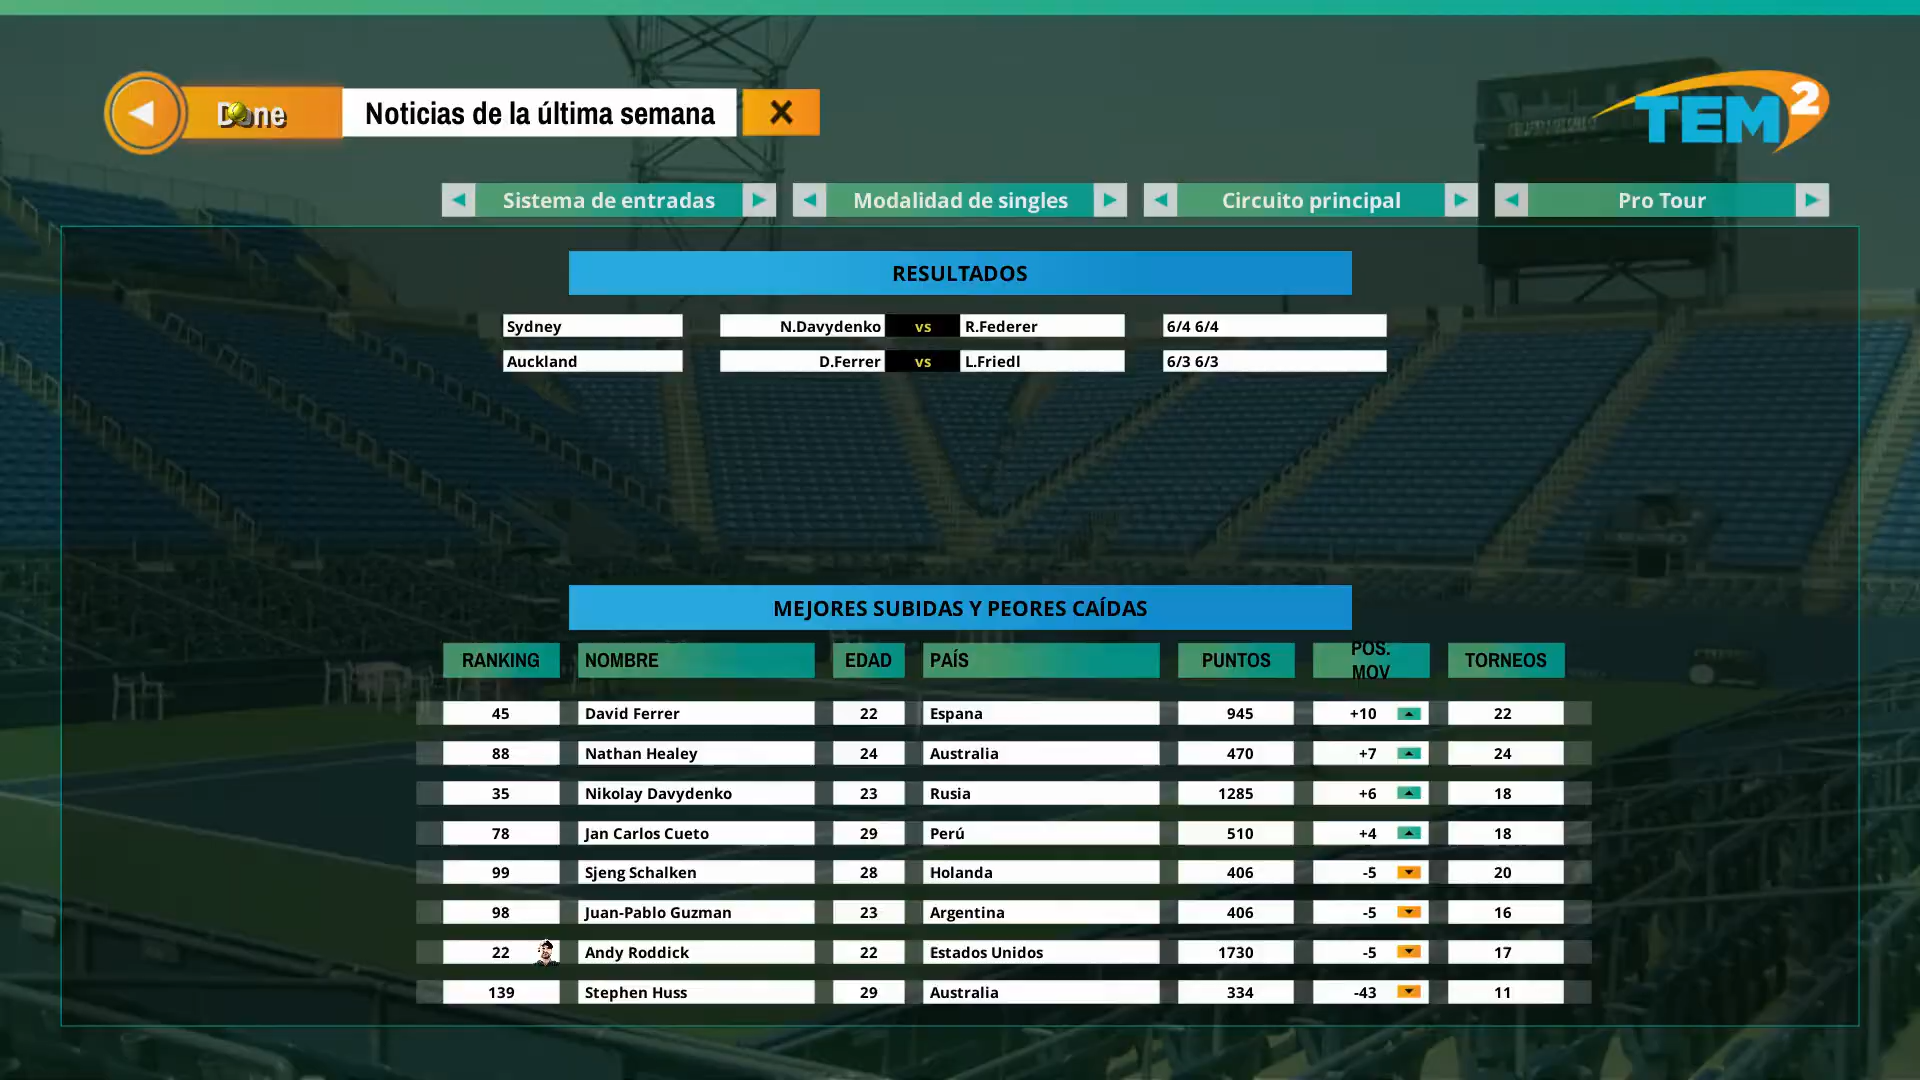 Done
Noticias de la última semana
TEM2
Sistema de entradas
Modalidad de singles
Circuito principal
Pro Tour
RESULTADOS
Sydney N.Davydenko vs R.Federer 6/4 6/4
Auckland D.Ferrer vs L.Friedl 6/3 6/3
MEJORES SUBIDAS Y PEORES CAÍDAS
RANKING NOMBRE EDAD PAÍS PUNTOS POS. MOV TORNEOS
45 David Ferrer 22 Espana 945 +10 22
88 Nathan Healey 24 Australia 470 +7 24
35 Nikolay Davydenko 23 Rusia 1285 +6 18
78 Jan Carlos Cueto 29 Perú 510 +4 18
99 Sjeng Schalken 28 Holanda 406 -5 20
98 Juan-Pablo Guzman 23 Argentina 406 -5 16
22 Andy Roddick 22 Estados Unidos 1730 -5 17
139 Stephen Huss 29 Australia 334 -43 11